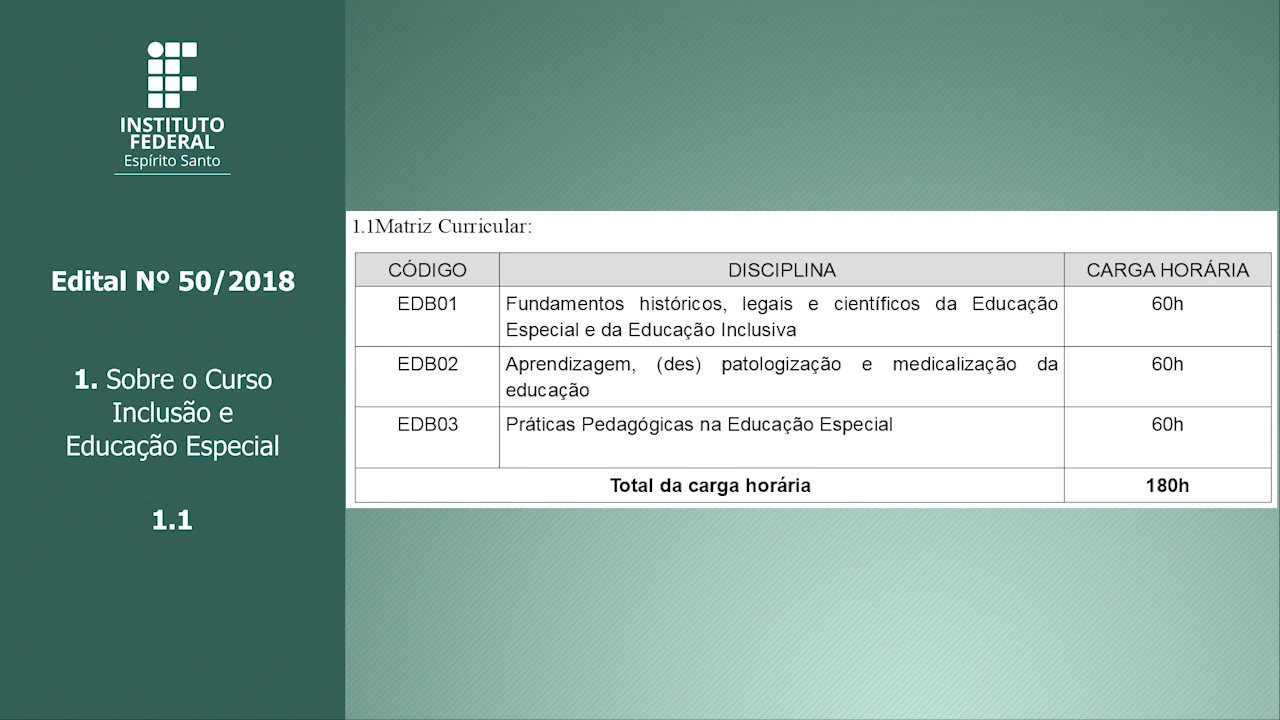 INSTITUTO
FEDERAL
Espírito Santo
Edital Nº 50/2018
1. Sobre o Curso
Inclusão e
Educação Especial
1.1
1.1Matriz Curricular:
CÓDIGO DISCIPLINA CARGA HORÁRIA
EDB01 Fundamentos históricos, legais e científicos da Educação 60h
Especial e da Educação Inclusiva
EDB02 Aprendizagem, (des) patologização e medicalização da 60h
educação
EDB03 Práticas Pedagógicas na Educação Especial 60h
Total da carga horária 180h